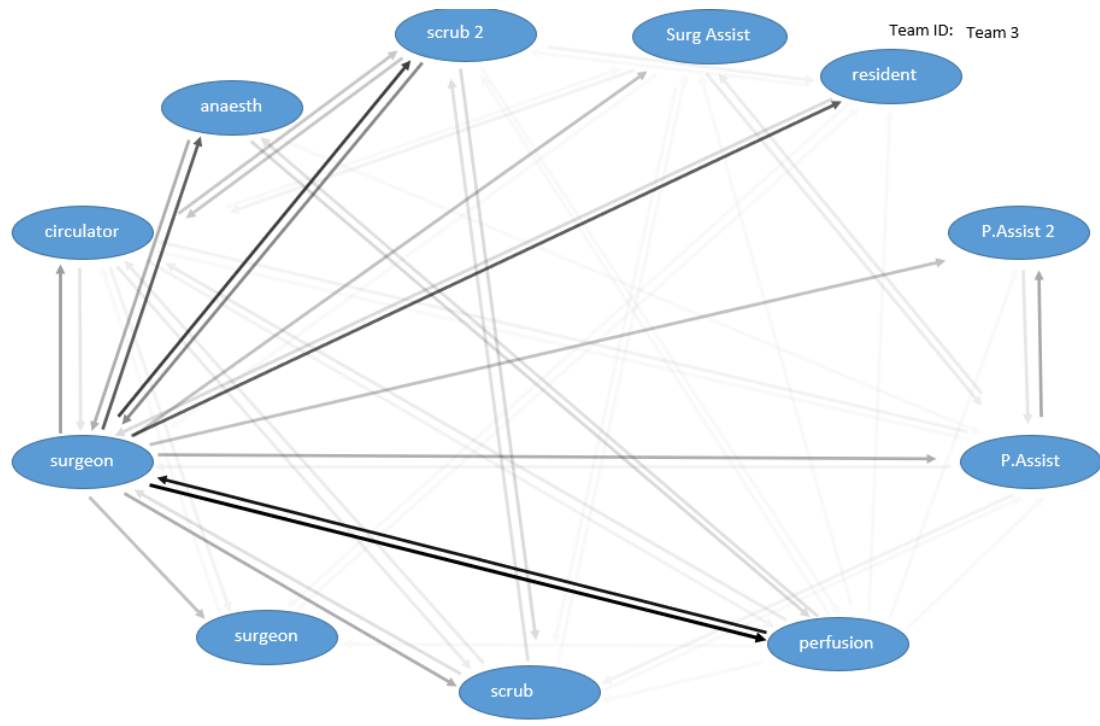 scrub 2
Surg Assist
Team ID: Team 3
resident
anaesth
circulator
P.Assist 2
surgeon
P.Assist
surgeon
perfusion
scrub